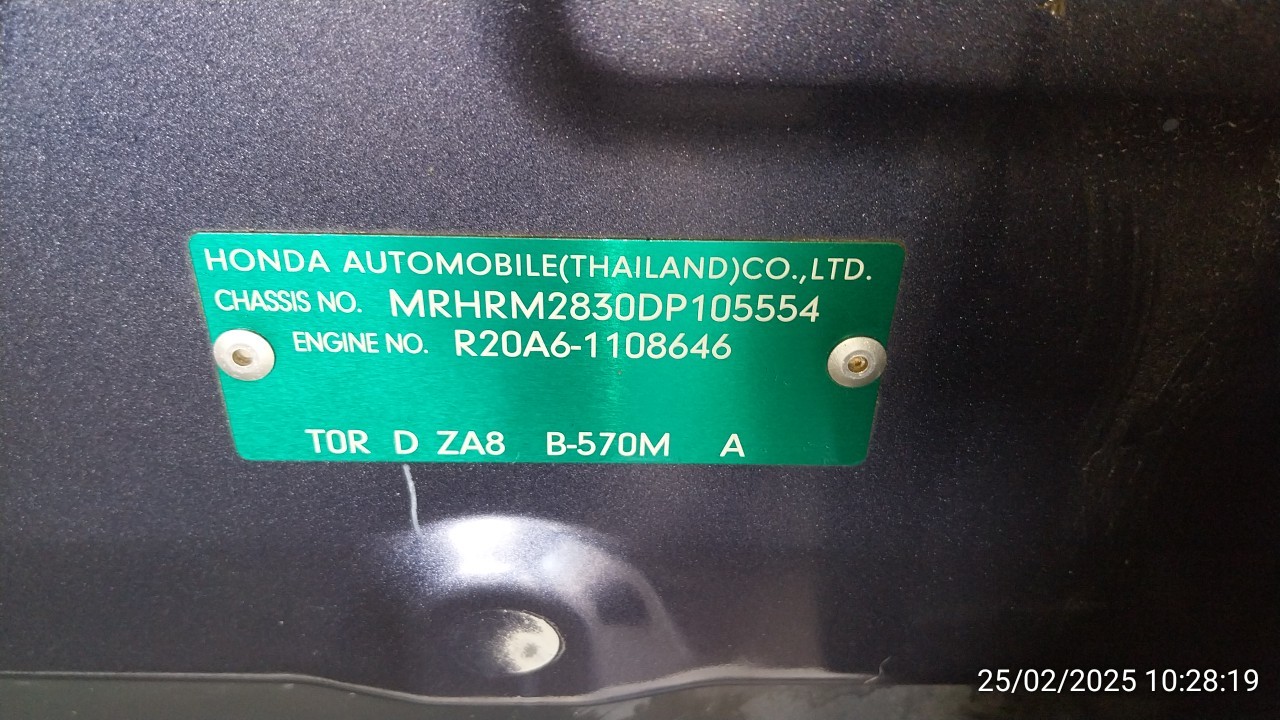 HONDA AUTOMOBILE(THAILAND)CO.,LTD.
CHASSIS NO. MRHRM2830DP105554
ENGINE NO. R20A6-1108646
TOR D ZA8 B-570M A
25/02/2025 10:28:19